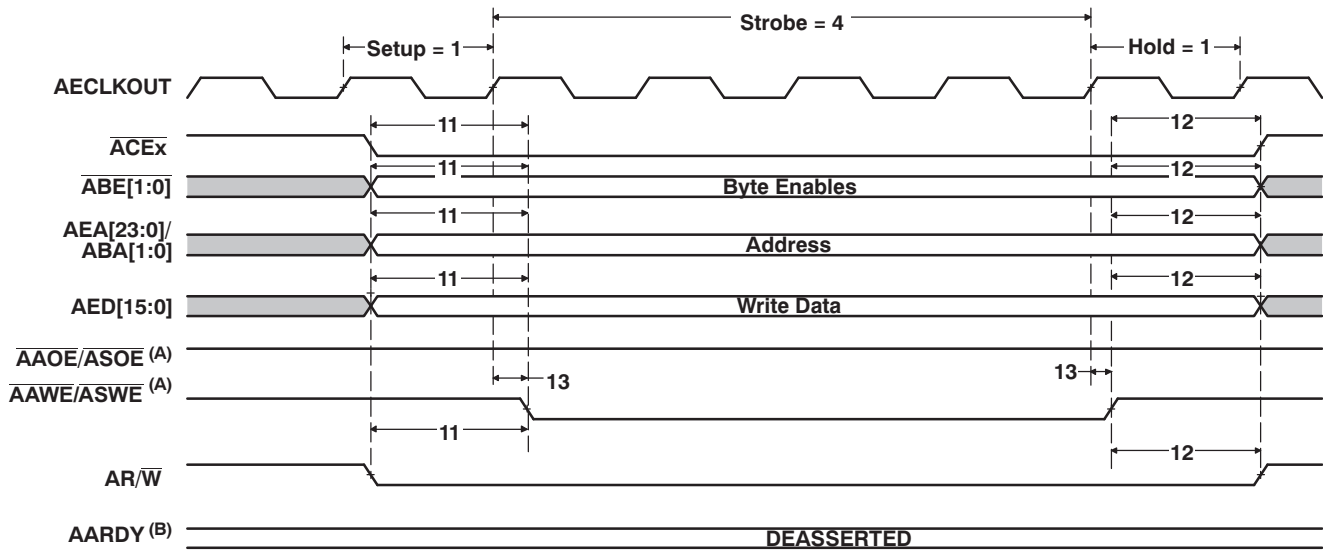 Strobe = 4
Setup = 1
Hold = 1
AECLKOUT
11
12
ACEx
11
12
ABE[1:0]
Byte Enables
11
12
AEA[23:0]/
ABA[1:0]
Address
11
12
AED[15:0]
Write Data
AAOE/ASOE (A)
13
13
AAWE/ASWE (A)
11
12
AR/W
AARDY (B)
DEASSERTED